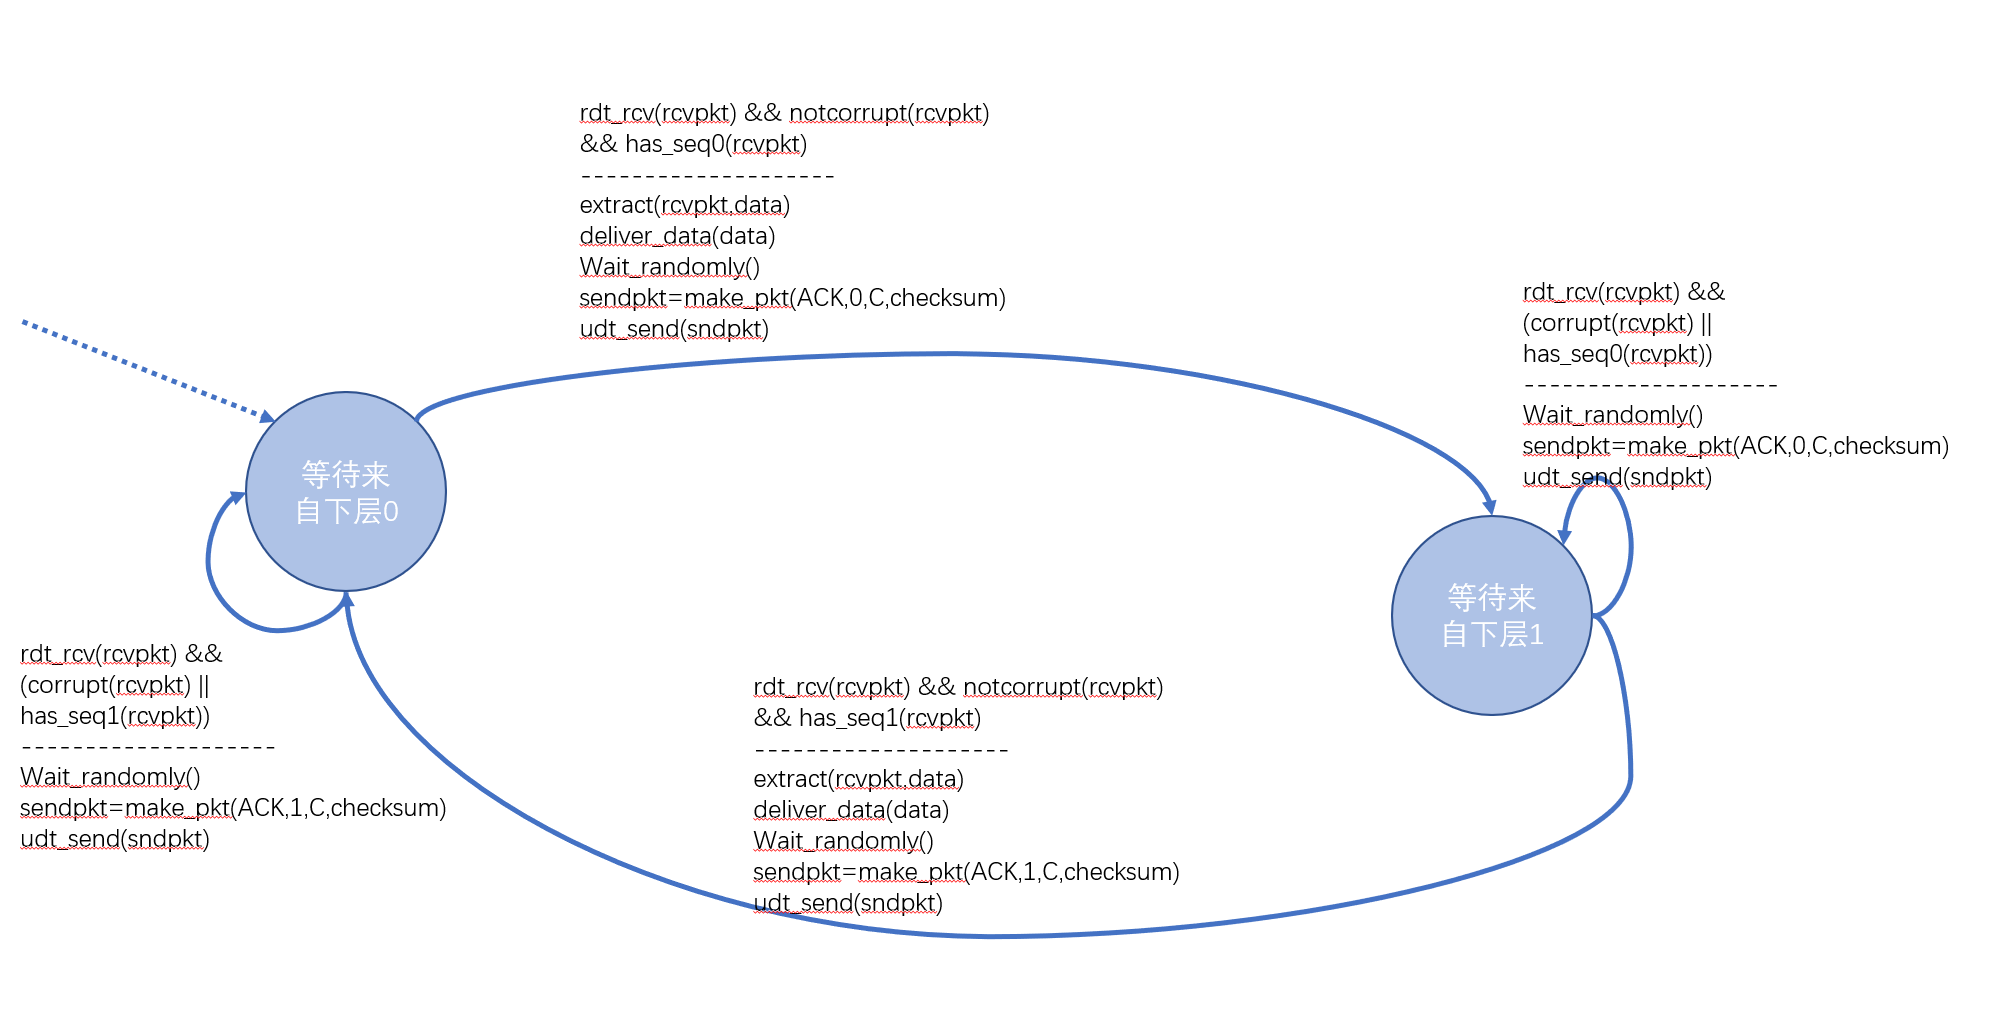 rdt_rcv(rcvpkt) && notcorrupt(rcvpkt)
&& has_seq0(rcvpkt)
--------------------
extract(rcvpkt,data)
deliver_data(data)
Wait_randomly()
sendpkt=make_pkt(ACK,0,C,checksum)
udt_send(sndpkt)
rdt_rcv(rcvpkt) &&
(corrupt(rcvpkt) ||
has_seq0(rcvpkt))
--------------------
Wait_randomly()
sendpkt=make_pkt(ACK,0,C,checksum)
udt_send(sndpkt)
等待来
自下层0
等待来
自下层1
rdt_rcv(rcvpkt) &&
(corrupt(rcvpkt) ||
has_seq1(rcvpkt))
--------------------
Wait_randomly()
sendpkt=make_pkt(ACK,1,C,checksum)
udt_send(sndpkt)
rdt_rcv(rcvpkt) && notcorrupt(rcvpkt)
&& has_seq1(rcvpkt)
--------------------
extract(rcvpkt,data)
deliver_data(data)
Wait_randomly()
sendpkt=make_pkt(ACK,1,C,checksum)
udt_send(sndpkt)